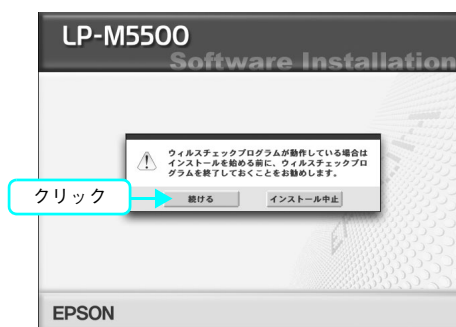 LP-M5500
Software Installation
ウィルスチェックプログラムが動作している場合は
インストールを始める前に、ウィルスチェックプロ
グラムを終了しておくことをお勧めします。
クリック
続ける
インストール中止
EPSON